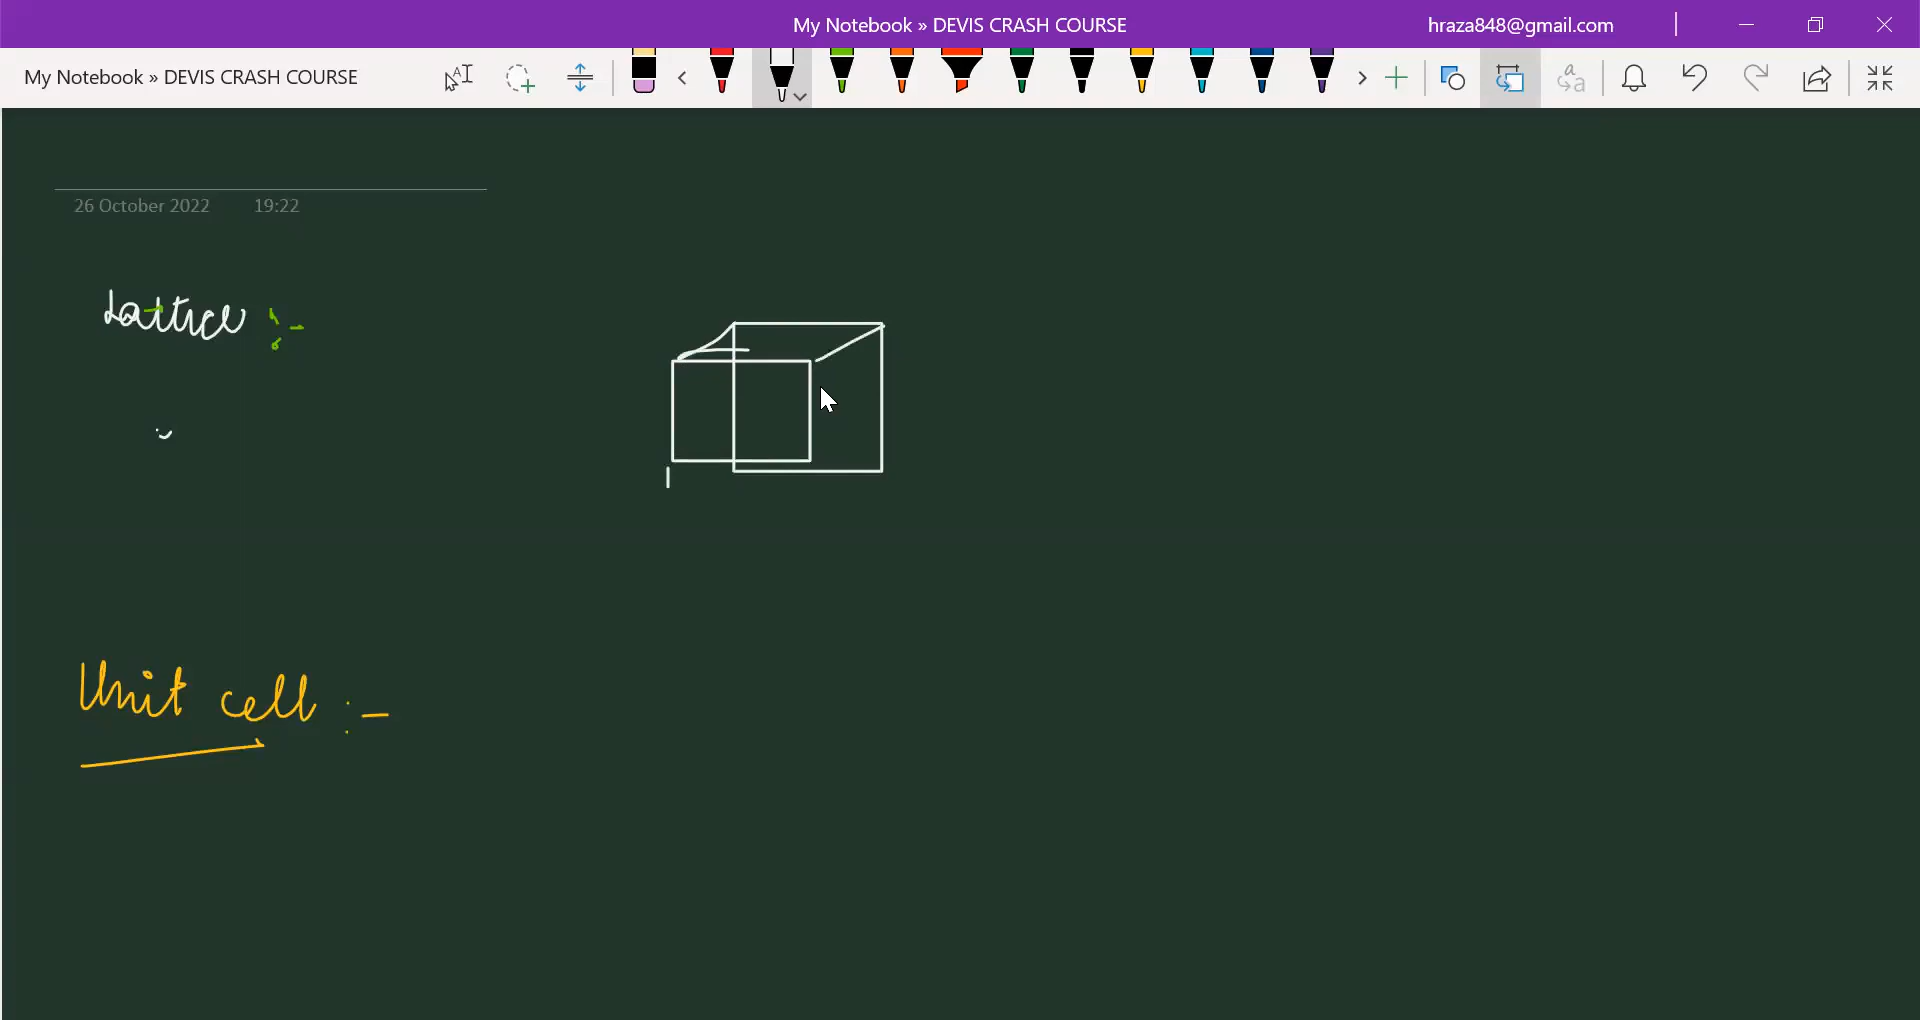 My Notebook » DEVIS CRASH COURSE
hraza848@gmail.com
My Notebook » DEVIS CRASH COURSE
26 October 2022 19:22
Lattice :-
Unit cell :-